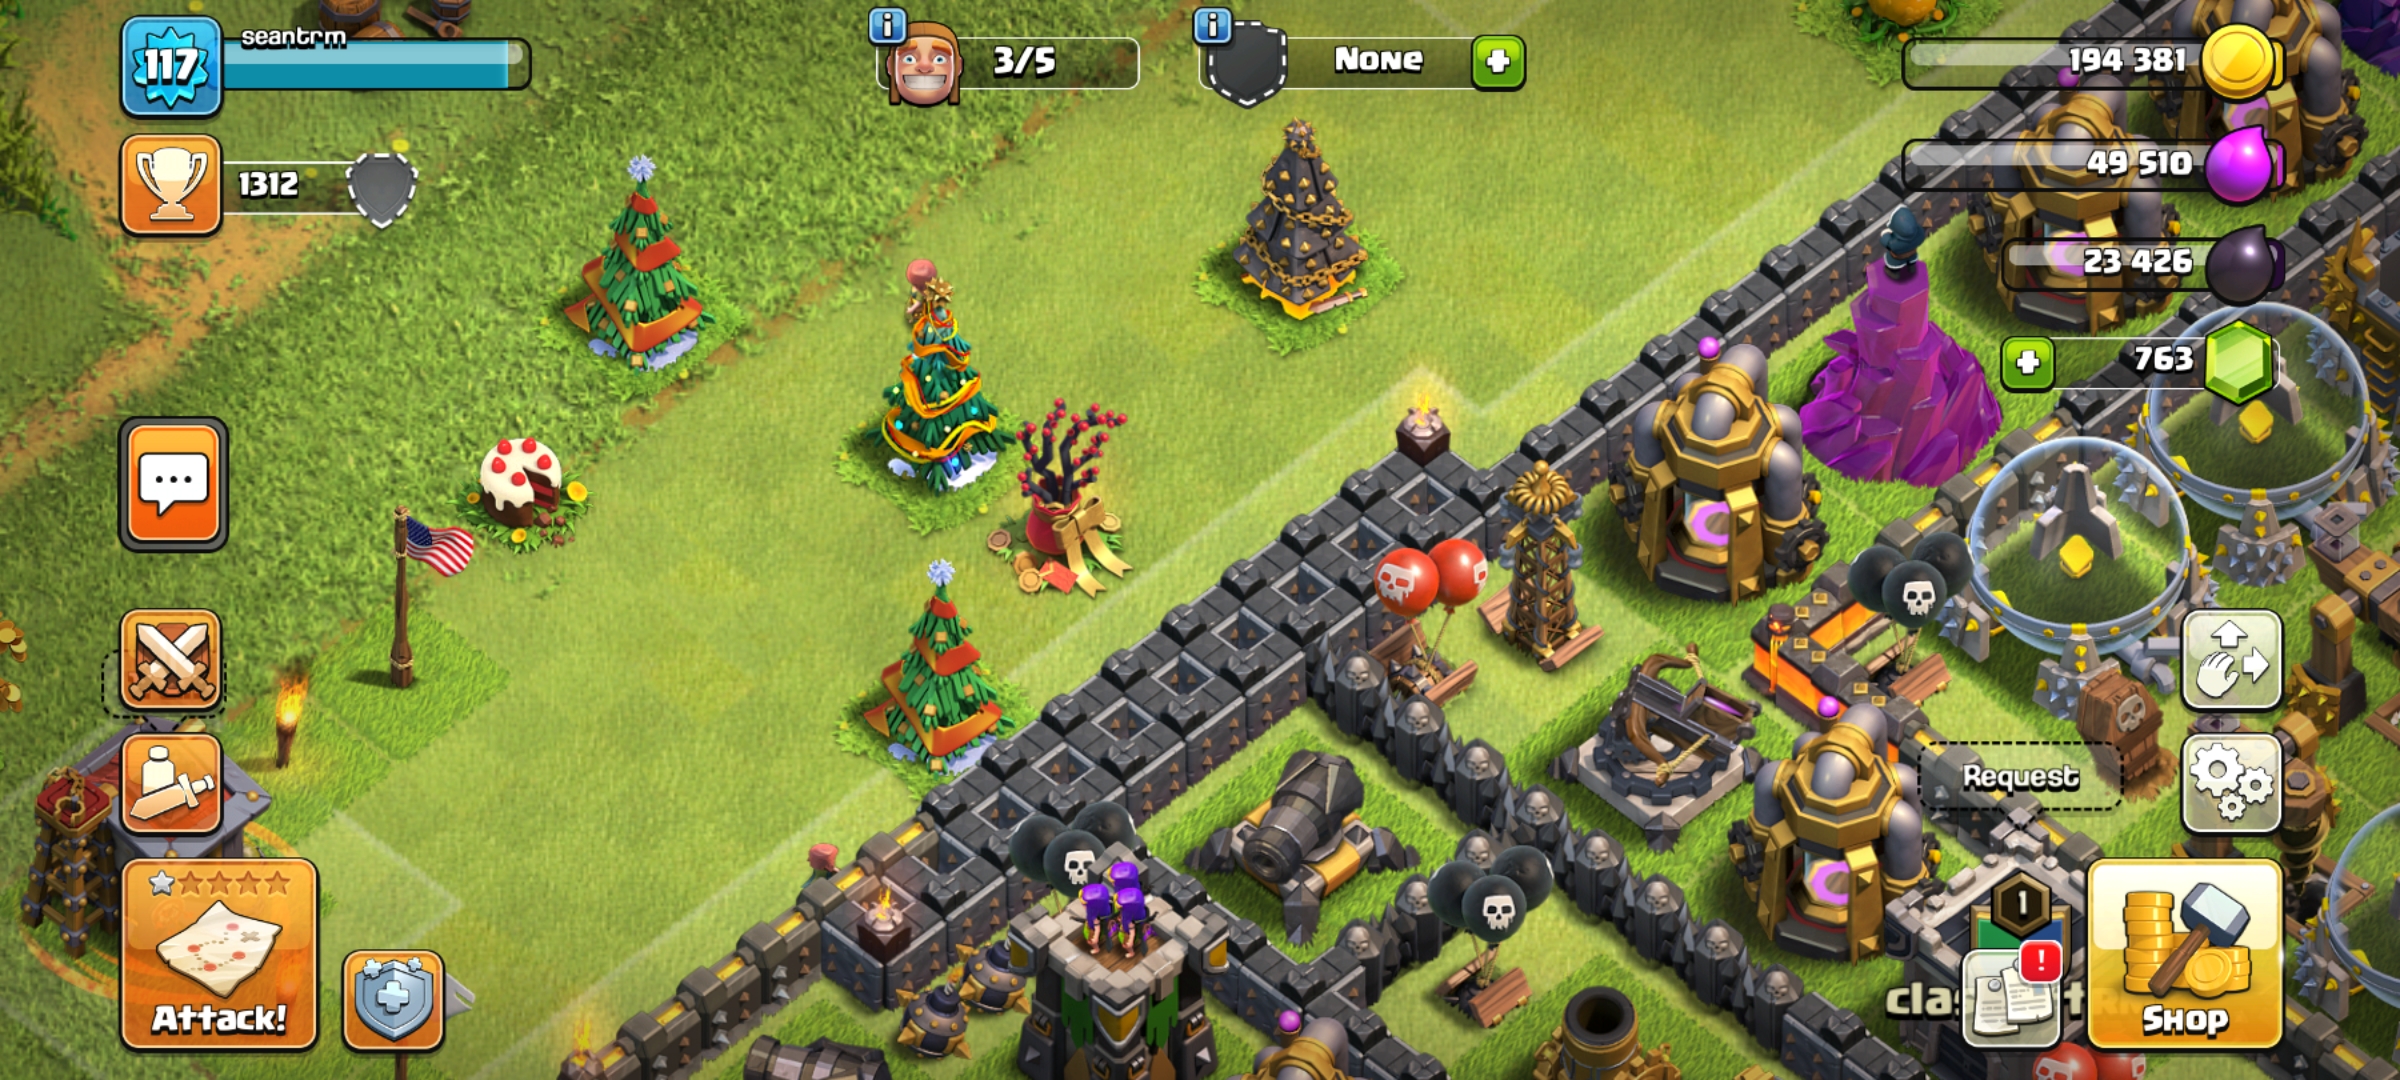 117
seantrm
3/5
None
194 381
1312
49 510
23 426
763
Request
1
!
Attack!
Shop